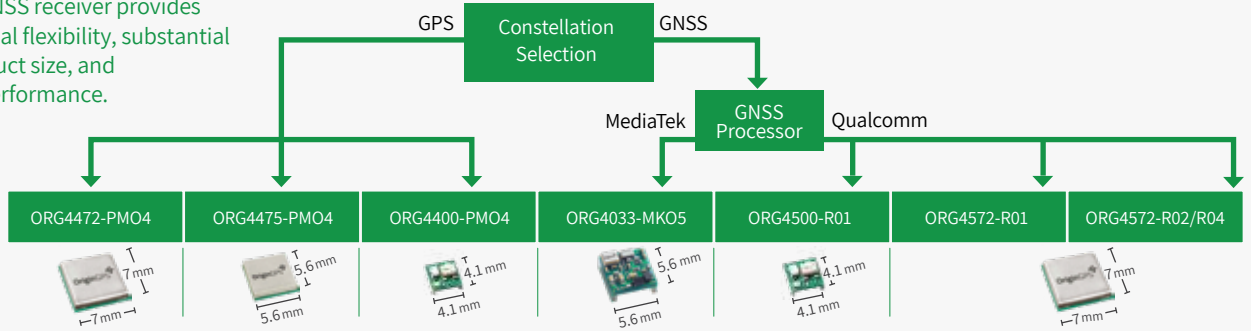 NSS receiver provides
al flexibility, substantial
uct size, and
erformance.
GPS
Constellation
Selection
GNSS
MediaTek
GNSS
Processor
Qualcomm
ORG4472-PMO4
ORG4475-PMO4
ORG4400-PMO4
ORG4033-MKO5
ORG4500-R01
ORG4572-R01
ORG4572-R02/R04
7mm
7mm
5.6mm
5.6mm
4.1mm
4.1mm
5.6mm
5.6mm
4.1mm
4.1mm
7mm
7mm